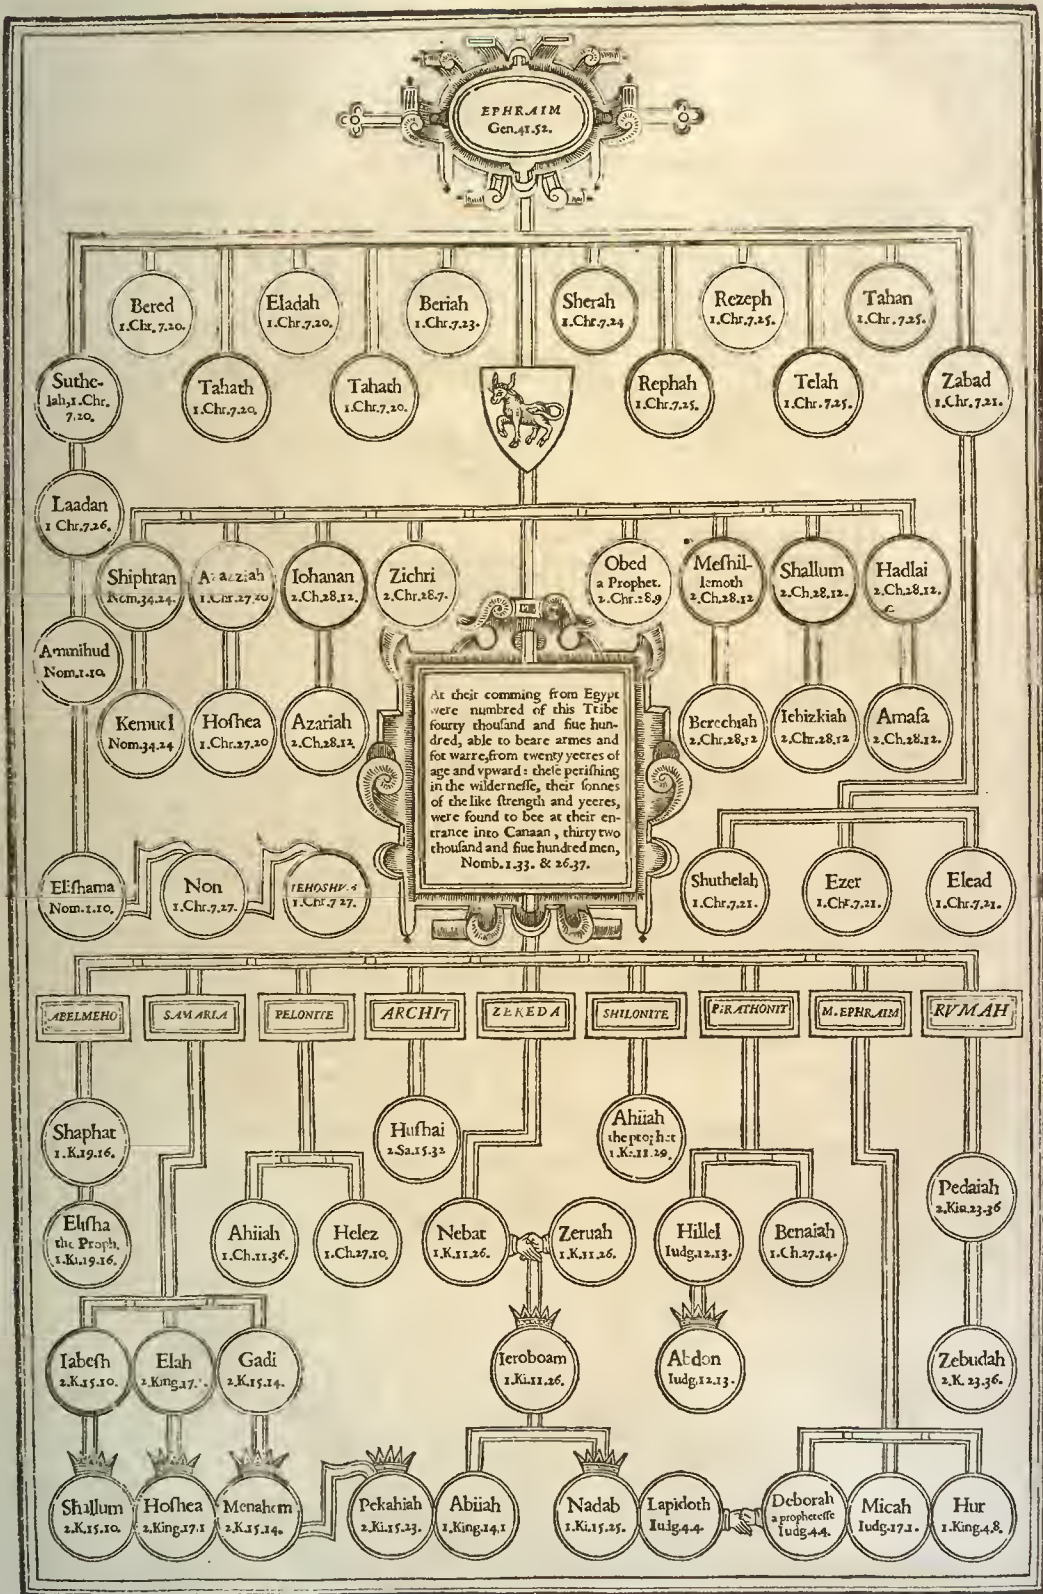 EPHRAIM
Gen.41.52.
Bered
1.Chr.7.20.
Eladah
1.Chr.7.20.
Beriah
1.Chr.7.23.
Sherah
1.Chr.7.24
Rezeph
1.Chr.7.25.
Tahan
1.Chr.7.25.
Suthe-
lah,1.Chr.
7.20.
Tahath
1.Chr.7.20.
Tahath
1.Chr.7.20.
Rephah
1.Chr.7.25.
Telah
1.Chr.7.25.
Zabad
1.Chr.7.21.
Laadan
1 Chr.7.26.
Shiphtan
Nom.34.24.
Azazziah
1.Chr.27.20
Iohanan
2.Ch.28.12.
Zichri
2.Chr.28.7.
Obed
a Prophet.
2.Chr.28.9
Meſhil-
lemoth
2.Ch.28.12
Shallum
2.Ch.28.12.
Hadlai
2.Ch.28.12.
Ammihud
Nom.1.10.
Kemuel
Nom.34.24
Hoſhea
1.Chr.27.20
Azariah
2.Ch.28.12.
Berechiah
2.Chr.28.12
Iehizkiah
2.Chr.28.12
Amaſa
2.Ch.28.12.
At their comming from Egypt
were numbred of this Tribe
fourty thouſand and fiue hun-
dred, able to beare armes and
for warre,from twenty yeeres of
age and vpward: theſe periſhing
in the wilderneſſe, their ſonnes
of the like ſtrength and yeeres,
were found to bee at their en-
trance into Canaan, thirty two
thouſand and fiue hundred men,
Nomb.1.33. & 26.37.
Eliſhama
Nom.1.10.
Non
1.Chr.7.27.
IEHOSHVA
1.Chr.7 27.
Shuthelah
1.Chr.7.21.
Ezer
1.Chr.7.21.
Elead
1.Chr.7.21.
ABELMEHO
SAMARIA
PELONITE
ARCHIT
ZEREDA
SHILONITE
PIRATHONIT
M.EPHRAIM
RVMAH
Shaphat
1.K.19.16.
Huſhai
2.Sa.15.32
Ahiiah
the prophet
1.Ki.11.29.
Pedaiah
2.Kin.23.36
Eliſha
the Proph.
1.Ki.19.16.
Ahiiah
1.Ch.11.36.
Helez
1.Ch.27.10.
Nebat
1.K.11.26.
Zeruah
1.K.11.26.
Hillel
Iudg.12.13.
Benaiah
1.Ch.27.14.
Iabeſh
2.K.15.10.
Elah
2.King.17.
Gadi
2.K.15.14.
Ieroboam
1.Ki.11.26.
Abdon
Iudg.12.13.
Zebudah
2.K.23.36.
Shallum
2.K.15.10.
Hoſhea
2.King.17.1
Menahem
2.K.15.14.
Pekahiah
2.Ki.15.23.
Abiiah
1.King.14.1
Nadab
1.Ki.15.25.
Lapidoth
Iudg.4.4.
Deborah
a propheteſſe
Iudg.4.4.
Micah
Iudg.17.1.
Hur
1.King.4.8.